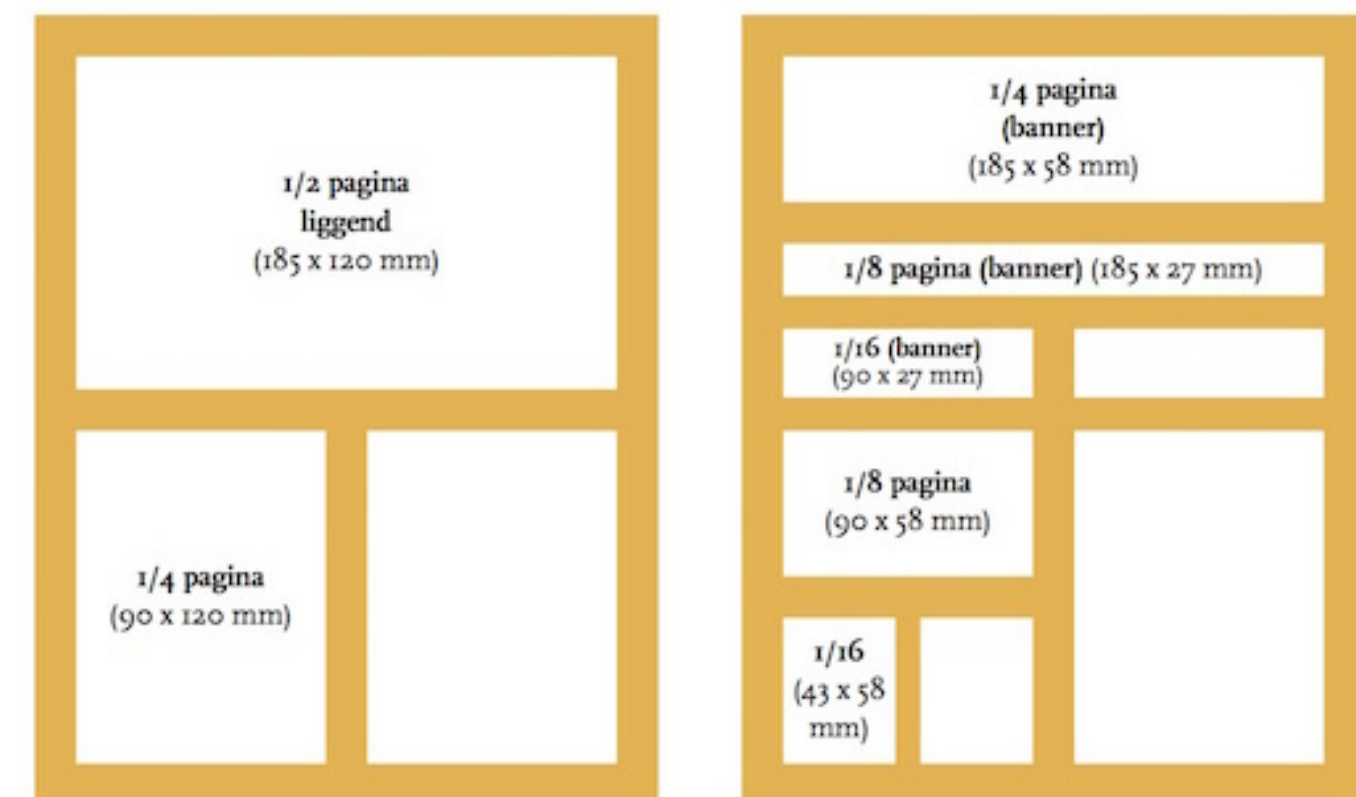 1/2 pagina
liggend
(185 x 120 mm)
1/4 pagina
(90 x 120 mm)
1/4 pagina
(banner)
(185 x 58 mm)
1/8 pagina (banner) (185 x 27 mm)
1/16 (banner)
(90 x 27 mm)
1/8 pagina
(90 x 58 mm)
1/16
(43 x 58
mm)